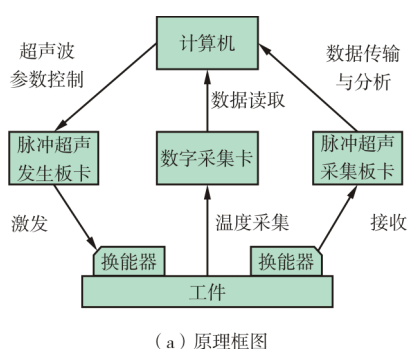 计算机
超声波
参数控制
数据传输
与分析
数据读取
脉冲超声
发生板卡
数字采集卡
脉冲超声
采集板卡
激发
温度采集
接收
换能器
换能器
工件
（a）原理框图